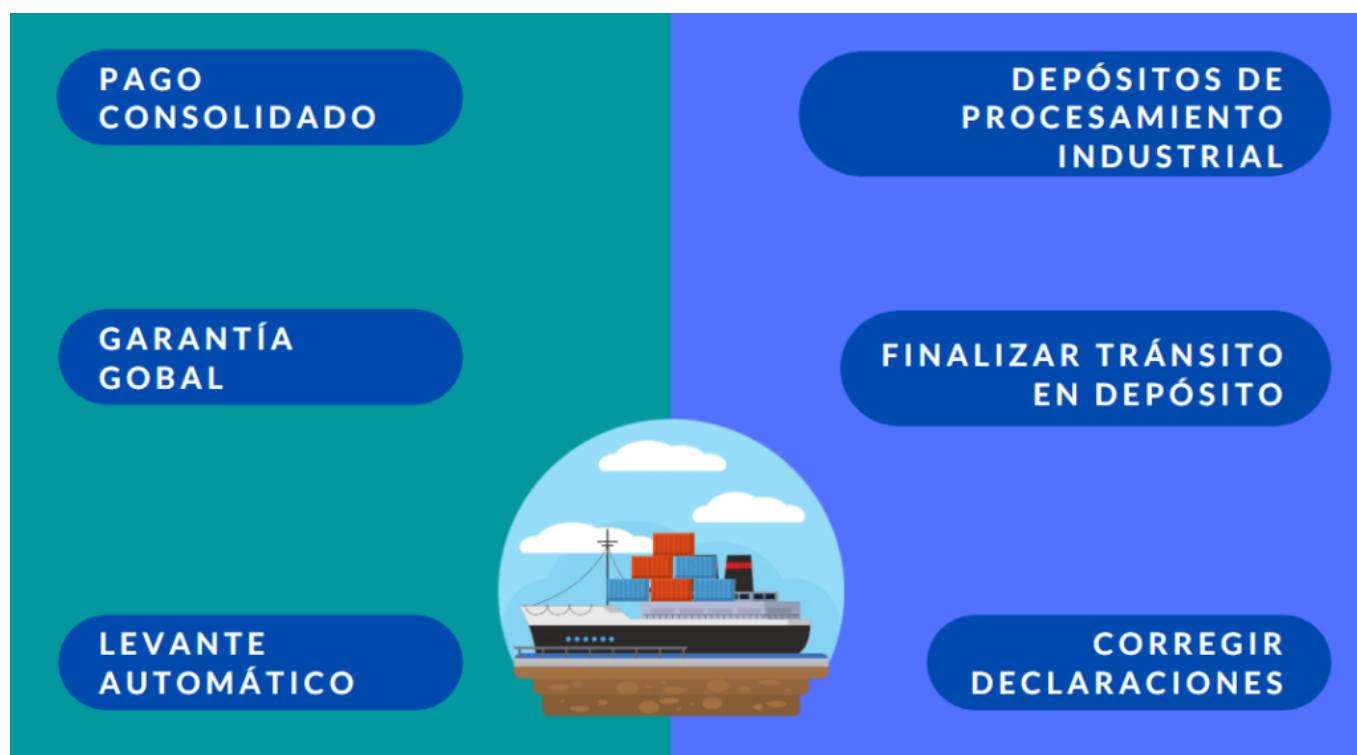 PAGO
CONSOLIDADO
GARANTÍA
GOBAL
LEVANTE
AUTOMÁTICO
DEPÓSITOS DE
PROCESAMIENTO
INDUSTRIAL
FINALIZAR TRÁNSITO
EN DEPÓSITO
CORREGIR
DECLARACIONES